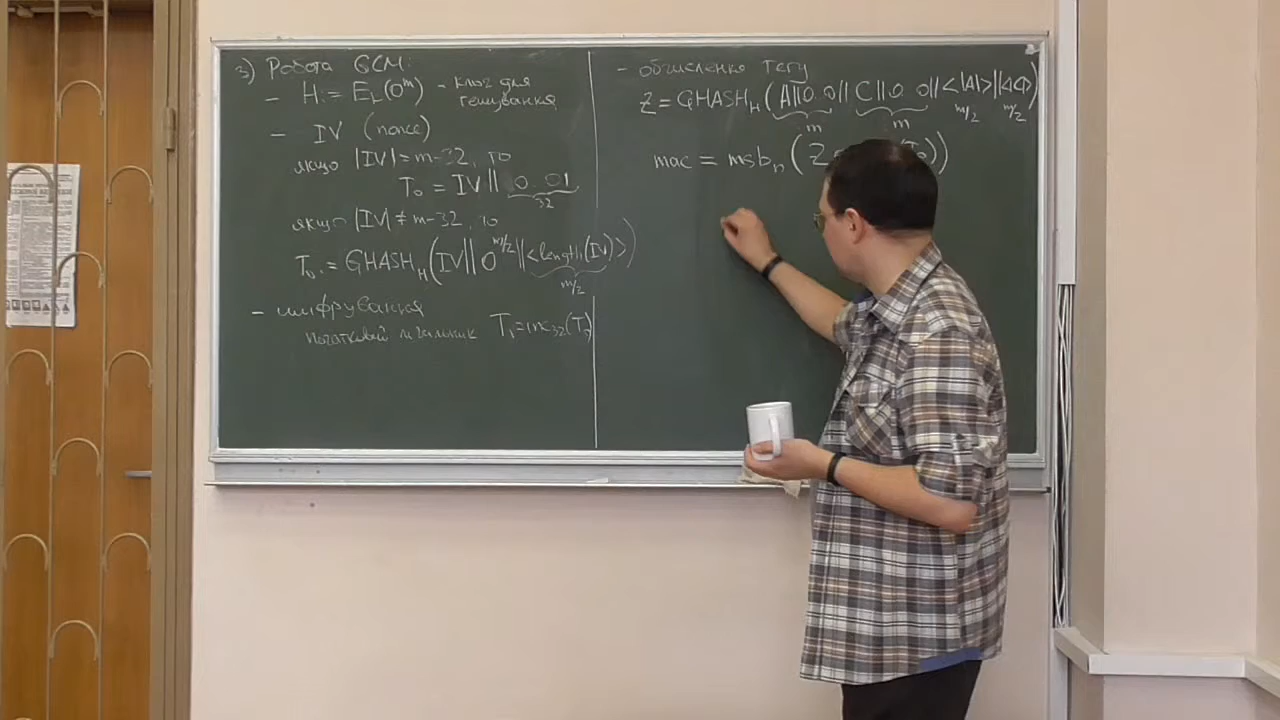 3) Робота GCM:
- H := E_k(0^m) - ключ для
гешування
- IV (nonce)
якщо |IV| = m-32, то
T₀ = IV || 0..01
32
якщо |IV| ≠ m-32, то
T₀ := GHASH_H(IV || 0^{m/2} || <length(IV)>)
m/2
- шифрування
початковий лічильник T₁ = inc₃₂(T₀)
- обчислення тегу
Z = GHASH_H(A||0..0|| C||0..0||<|A|>||<|C|>)
m m m/2 m/2
mac = msb_n(Z (T₀))